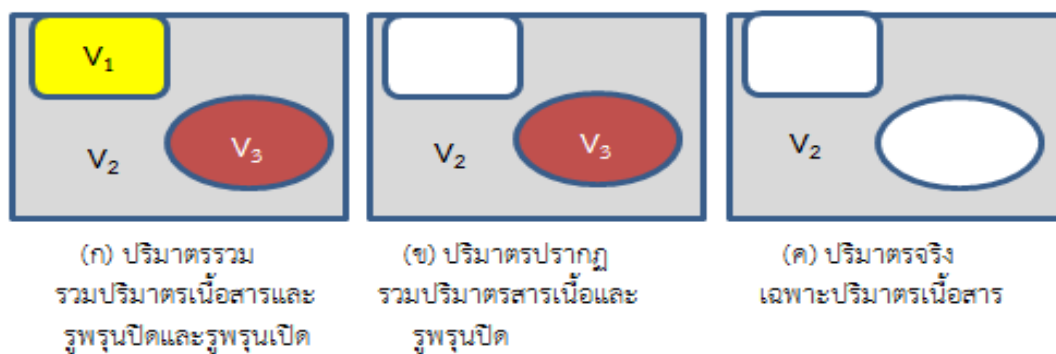 V1
V2
V3
V2
V3
V2
(ก) ปริมาตรรวม
รวมปริมาตรเนื้อสารและ
รูพรุนปิดและรูพรุนเปิด
(ข) ปริมาตรปรากฏ
รวมปริมาตรสารเนื้อและ
รูพรุนปิด
(ค) ปริมาตรจริง
เฉพาะปริมาตรเนื้อสาร